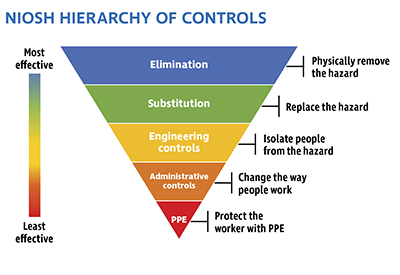 NIOSH HIERARCHY OF CONTROLS
Most
effective
Elimination
Physically remove
the hazard
Substitution
Replace the hazard
Engineering
controls
Isolate people
from the hazard
Administrative
controls
Change the way
people work
PPE
Protect the
worker with PPE
Least
effective